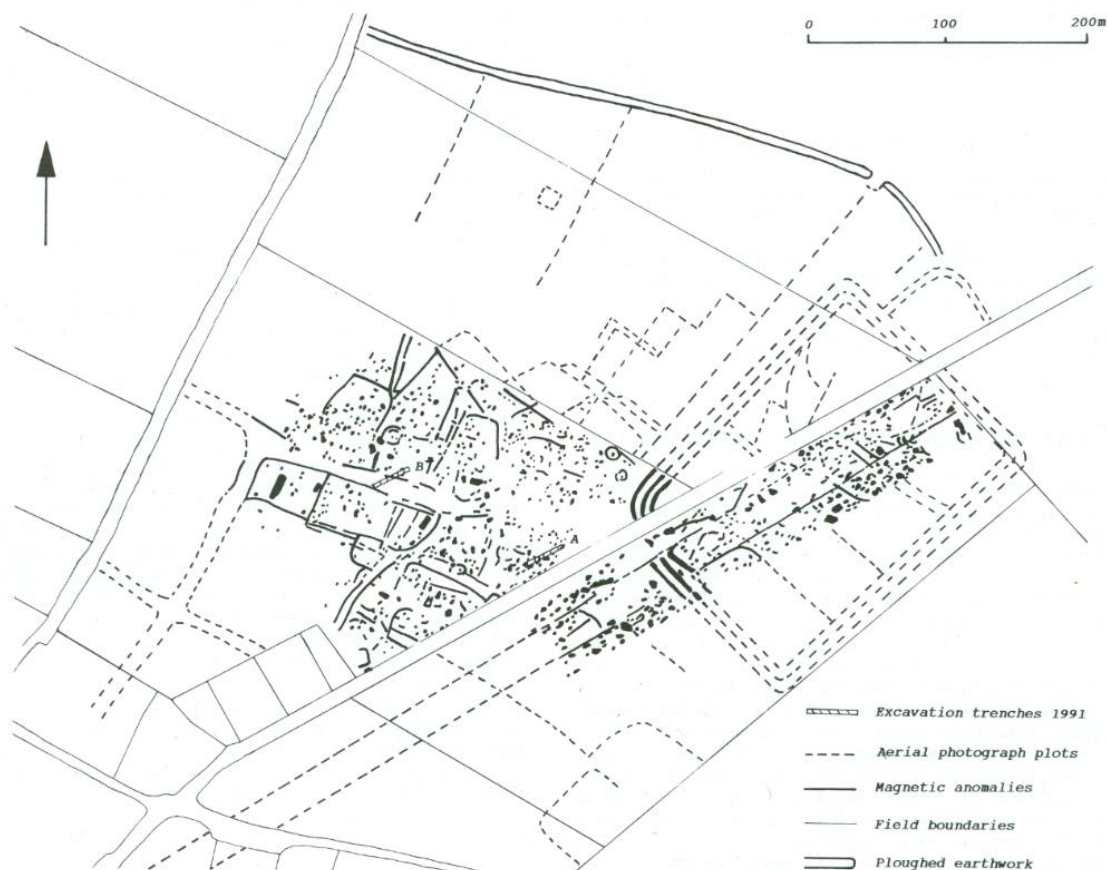 0 100 200m
B
A
Excavation trenches 1991
Aerial photograph plots
Magnetic anomalies
Field boundaries
Ploughed earthwork